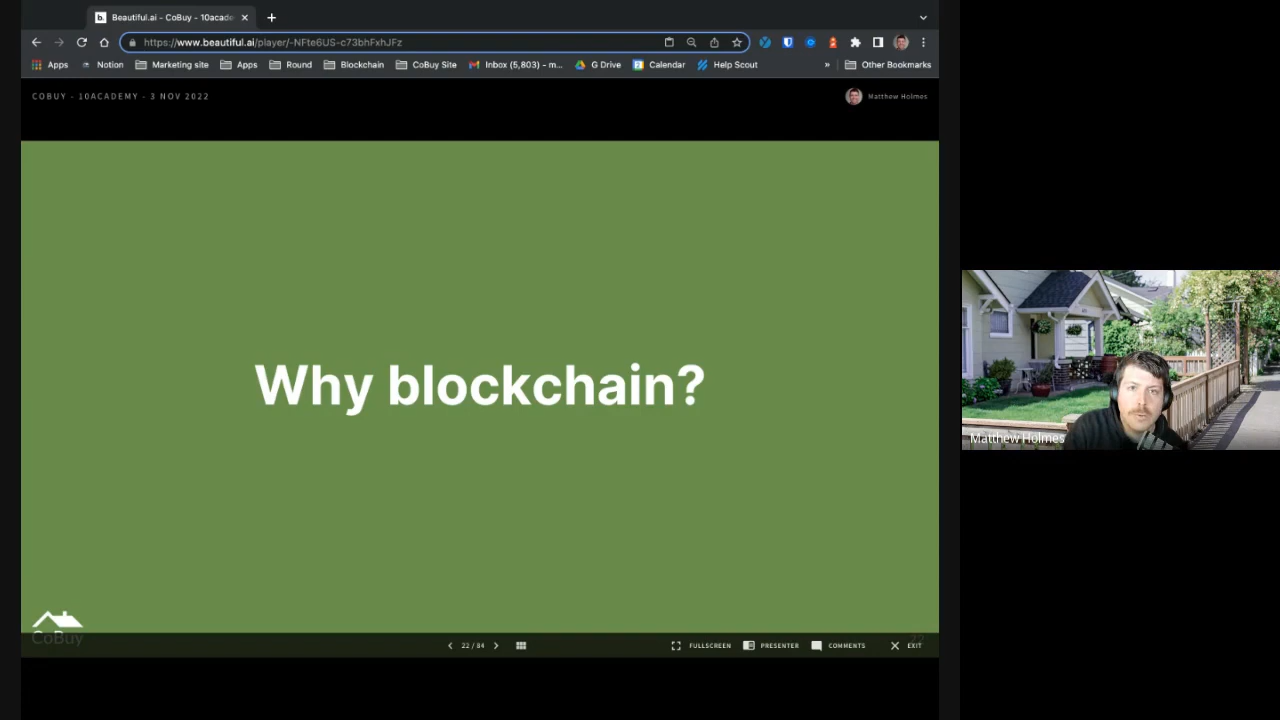 Beautiful.ai - CoBuy - 10acade
https://www.beautiful.ai/player/-NFte6US-c73bhFxhJFz
Apps Notion Marketing site Apps Round Blockchain CoBuy Site Inbox (5,803) – m... G Drive Calendar Help Scout » Other Bookmarks
COBUY - 10ACADEMY - 3 NOV 2022
Matthew Holmes
Why blockchain?
Matthew Holmes
CoBuy
22 / 84
FULLSCREEN PRESENTER COMMENTS EXIT